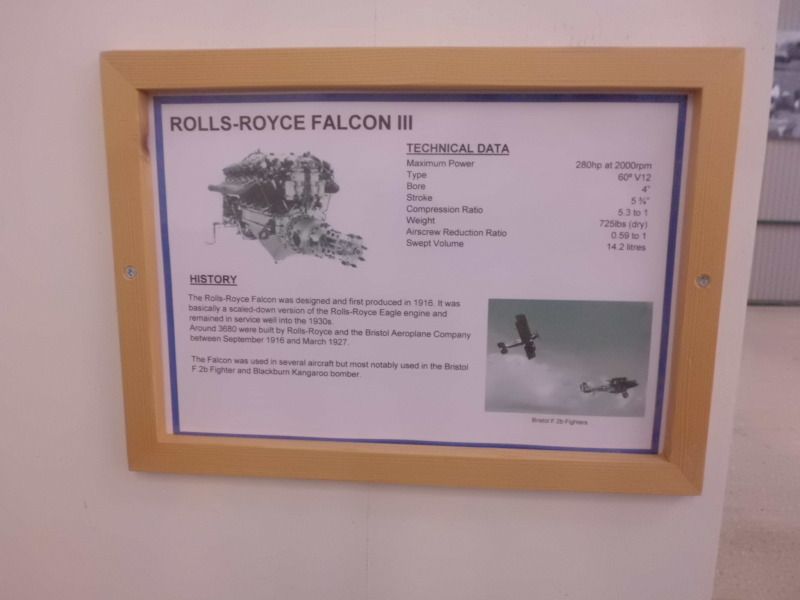 ROLLS-ROYCE FALCON III
TECHNICAL DATA
Maximum Power 280hp at 2000rpm
Type 60º V12
Bore 4"
Stroke 5 ¾"
Compression Ratio 5.3 to 1
Weight 725lbs (dry)
Airscrew Reduction Ratio 0.59 to 1
Swept Volume 14.2 litres
HISTORY
The Rolls-Royce Falcon was designed and first produced in 1916. It was
basically a scaled-down version of the Rolls-Royce Eagle engine and
remained in service well into the 1930s.
Around 3680 were built by Rolls-Royce and the Bristol Aeroplane Company
between September 1916 and March 1927.
The Falcon was used in several aircraft but most notably used in the Bristol
F.2b Fighter and Blackburn Kangaroo bomber.
Bristol F.2b Fighters